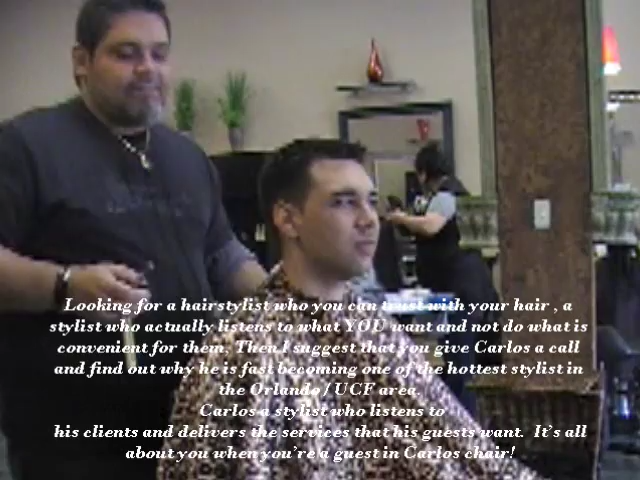 Looking for a hairstylist who you can trust with your hair , a
stylist who actually listens to what YOU want and not do what is
convenient for them. Then I suggest that you give Carlos a call
and find out why he is fast becoming one of the hottest stylist in
the Orlando / UCF area.
Carlos a stylist who listens to
his clients and delivers the services that his guests want. It's all
about you when you're a guest in Carlos chair!